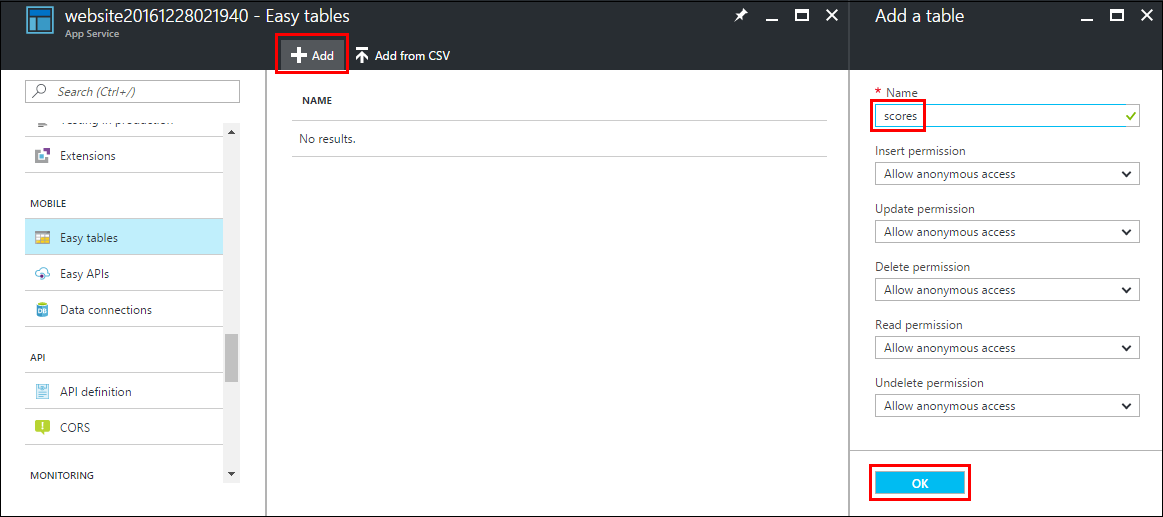 website20161228021940 - Easy tables
App Service
Search (Ctrl+/)
Testing in production
Extensions
MOBILE
Easy tables
Easy APIs
Data connections
API
API definition
CORS
MONITORING
Add
Add from CSV
NAME
No results.
Add a table
* Name
scores
Insert permission
Allow anonymous access
Update permission
Allow anonymous access
Delete permission
Allow anonymous access
Read permission
Allow anonymous access
Undelete permission
Allow anonymous access
OK